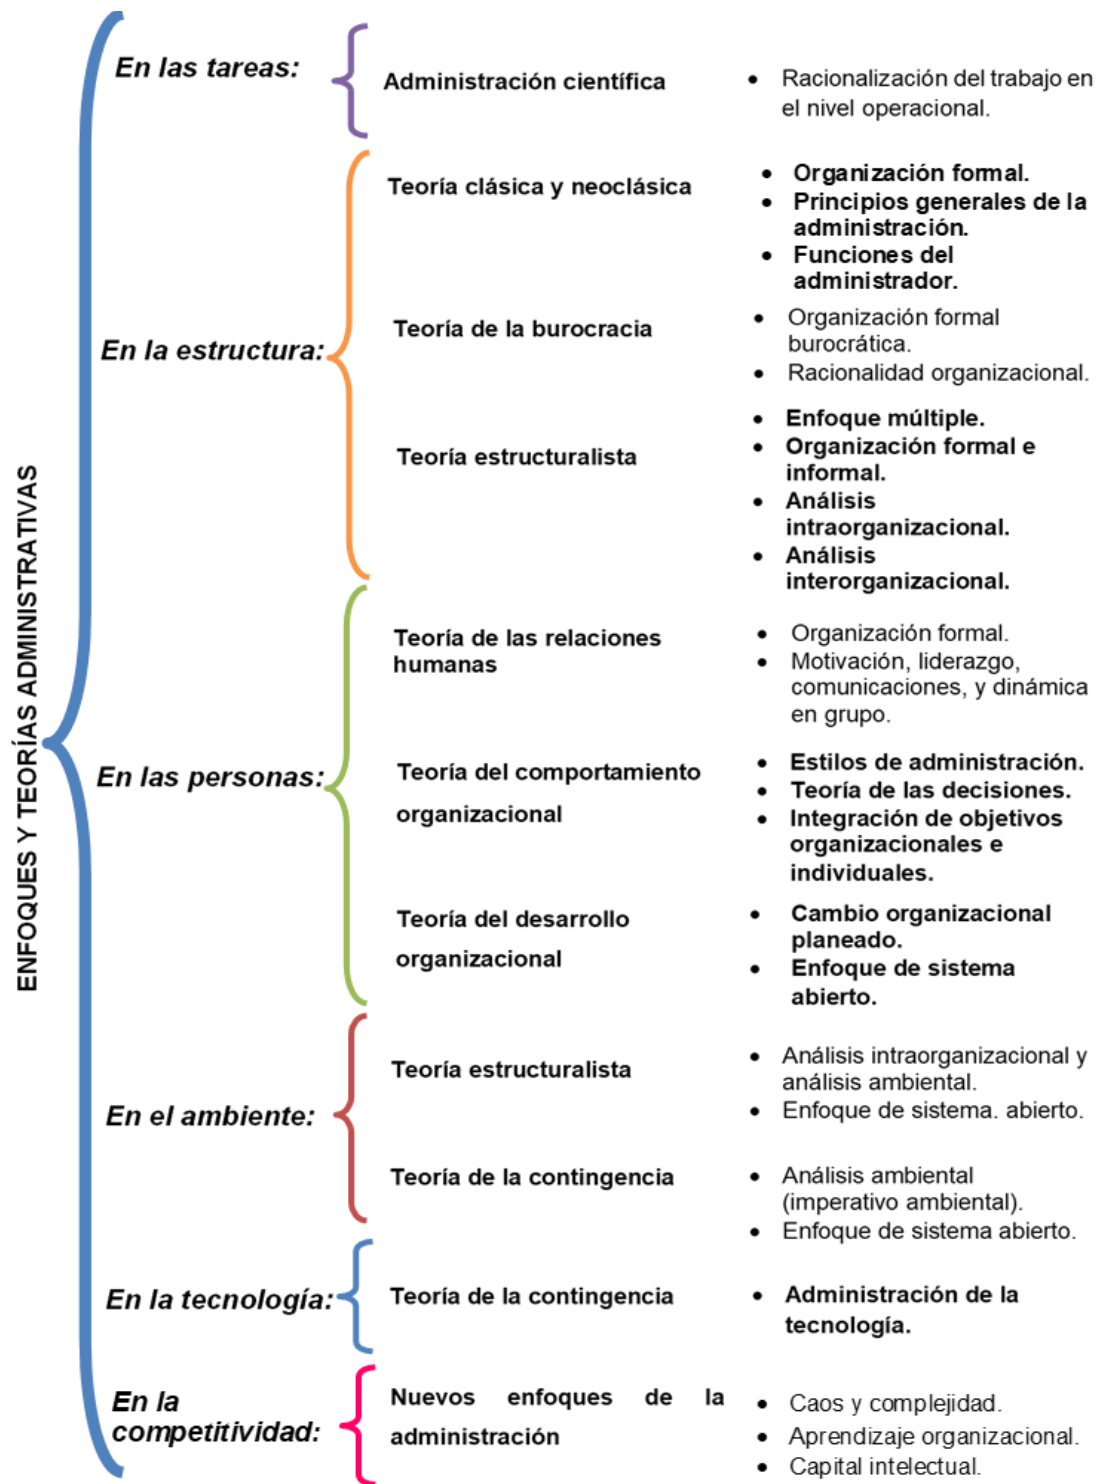 ENFOQUES Y TEORÍAS ADMINISTRATIVAS
En las tareas:
Administración científica
• Racionalización del trabajo en
el nivel operacional.
En la estructura:
Teoría clásica y neoclásica
• Organización formal.
• Principios generales de la
administración.
• Funciones del
administrador.
Teoría de la burocracia
• Organización formal
burocrática.
• Racionalidad organizacional.
Teoría estructuralista
• Enfoque múltiple.
• Organización formal e
informal.
• Análisis
intraorganizacional.
• Análisis
interorganizacional.
En las personas:
Teoría de las relaciones
humanas
• Organización formal.
• Motivación, liderazgo,
comunicaciones, y dinámica
en grupo.
Teoría del comportamiento
organizacional
• Estilos de administración.
• Teoría de las decisiones.
• Integración de objetivos
organizacionales e
individuales.
Teoría del desarrollo
organizacional
• Cambio organizacional
planeado.
• Enfoque de sistema
abierto.
En el ambiente:
Teoría estructuralista
• Análisis intraorganizacional y
análisis ambiental.
• Enfoque de sistema. abierto.
Teoría de la contingencia
• Análisis ambiental
(imperativo ambiental).
• Enfoque de sistema abierto.
En la tecnología:
Teoría de la contingencia
• Administración de la
tecnología.
En la
competitividad:
Nuevos enfoques de la
administración
• Caos y complejidad.
• Aprendizaje organizacional.
• Capital intelectual.